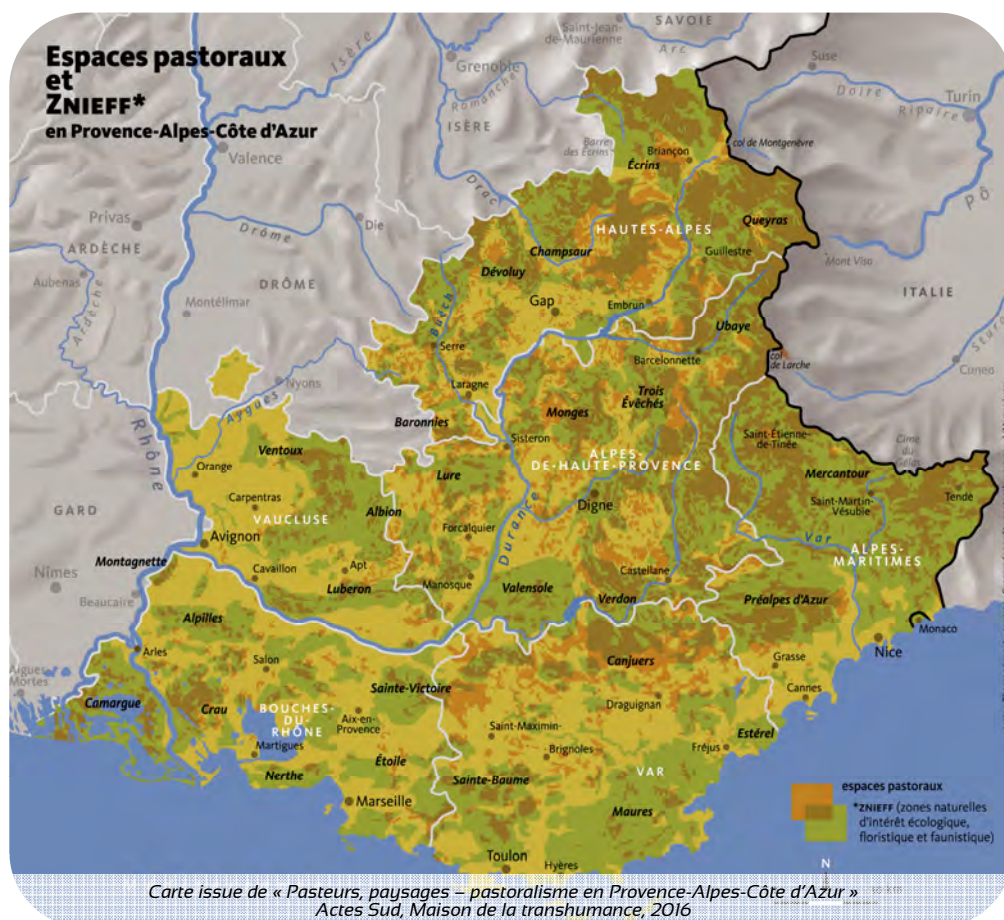 Espaces pastoraux
et
ZNIEFF*
en Provence-Alpes-Côte d'Azur
SAVOIE
Saint-Jean-
de-Maurienne
Arc
Isère
Grenoble
Romanche
ISÈRE
Suse
Doire
Ripaire
Turin
Barre
des Écrins
col de Montgenèvre
Briançon
Écrins
Valence
Drac
Pô
Privas
Drôme
Die
Queyras
HAUTES-ALPES
ARDÈCHE
Champsaur
Guillestre
Mont Viso
Aubenas
Dévoluy
DRÔME
Ardèche
Montélimar
Buëch
Gap
Embrun
ITALIE
Ubaye
Serre
Barcelonnette
col
de Larche
Cuneo
Nyons
Laragne
Trois
Évêchés
Aygues
Monges
Baronnies
Rhône
Sisteron
Saint-Étienne-
de-Tinée
Cime
du
Gélas
Ventoux
ALPES-
DE-HAUTE-PROVENCE
Orange
Lure
Mercantour
Tende
Carpentras
Digne
Saint-Martin-
Vésubie
GARD
Albion
VAUCLUSE
Forcalquier
Durance
Avignon
Var
ALPES-
MARITIMES
Montagnette
Nîmes
Cavaillon
Apt
Castellane
Luberon
Manosque
Valensole
Beaucaire
Verdon
Préalpes d'Azur
Alpilles
Monaco
Arles
Nice
Salon
Canjuers
Grasse
Aigues-
Mortes
Sainte-Victoire
Camargue
Crau
BOUCHES-
DU-
RHÔNE
Draguignan
Cannes
Aix-en-
Provence
Saint-Maximin-
Estérel
Martigues
Brignoles
Fréjus
Étoile
Nerthe
Sainte-Baume
VAR
espaces pastoraux
Marseille
Maures
*ZNIEFF (zones naturelles
d'intérêt écologique,
floristique et faunistique)
Toulon
Hyères
N
Carte issue de « Pasteurs, paysages – pastoralisme en Provence-Alpes-Côte d'Azur »
Actes Sud, Maison de la transhumance, 2016